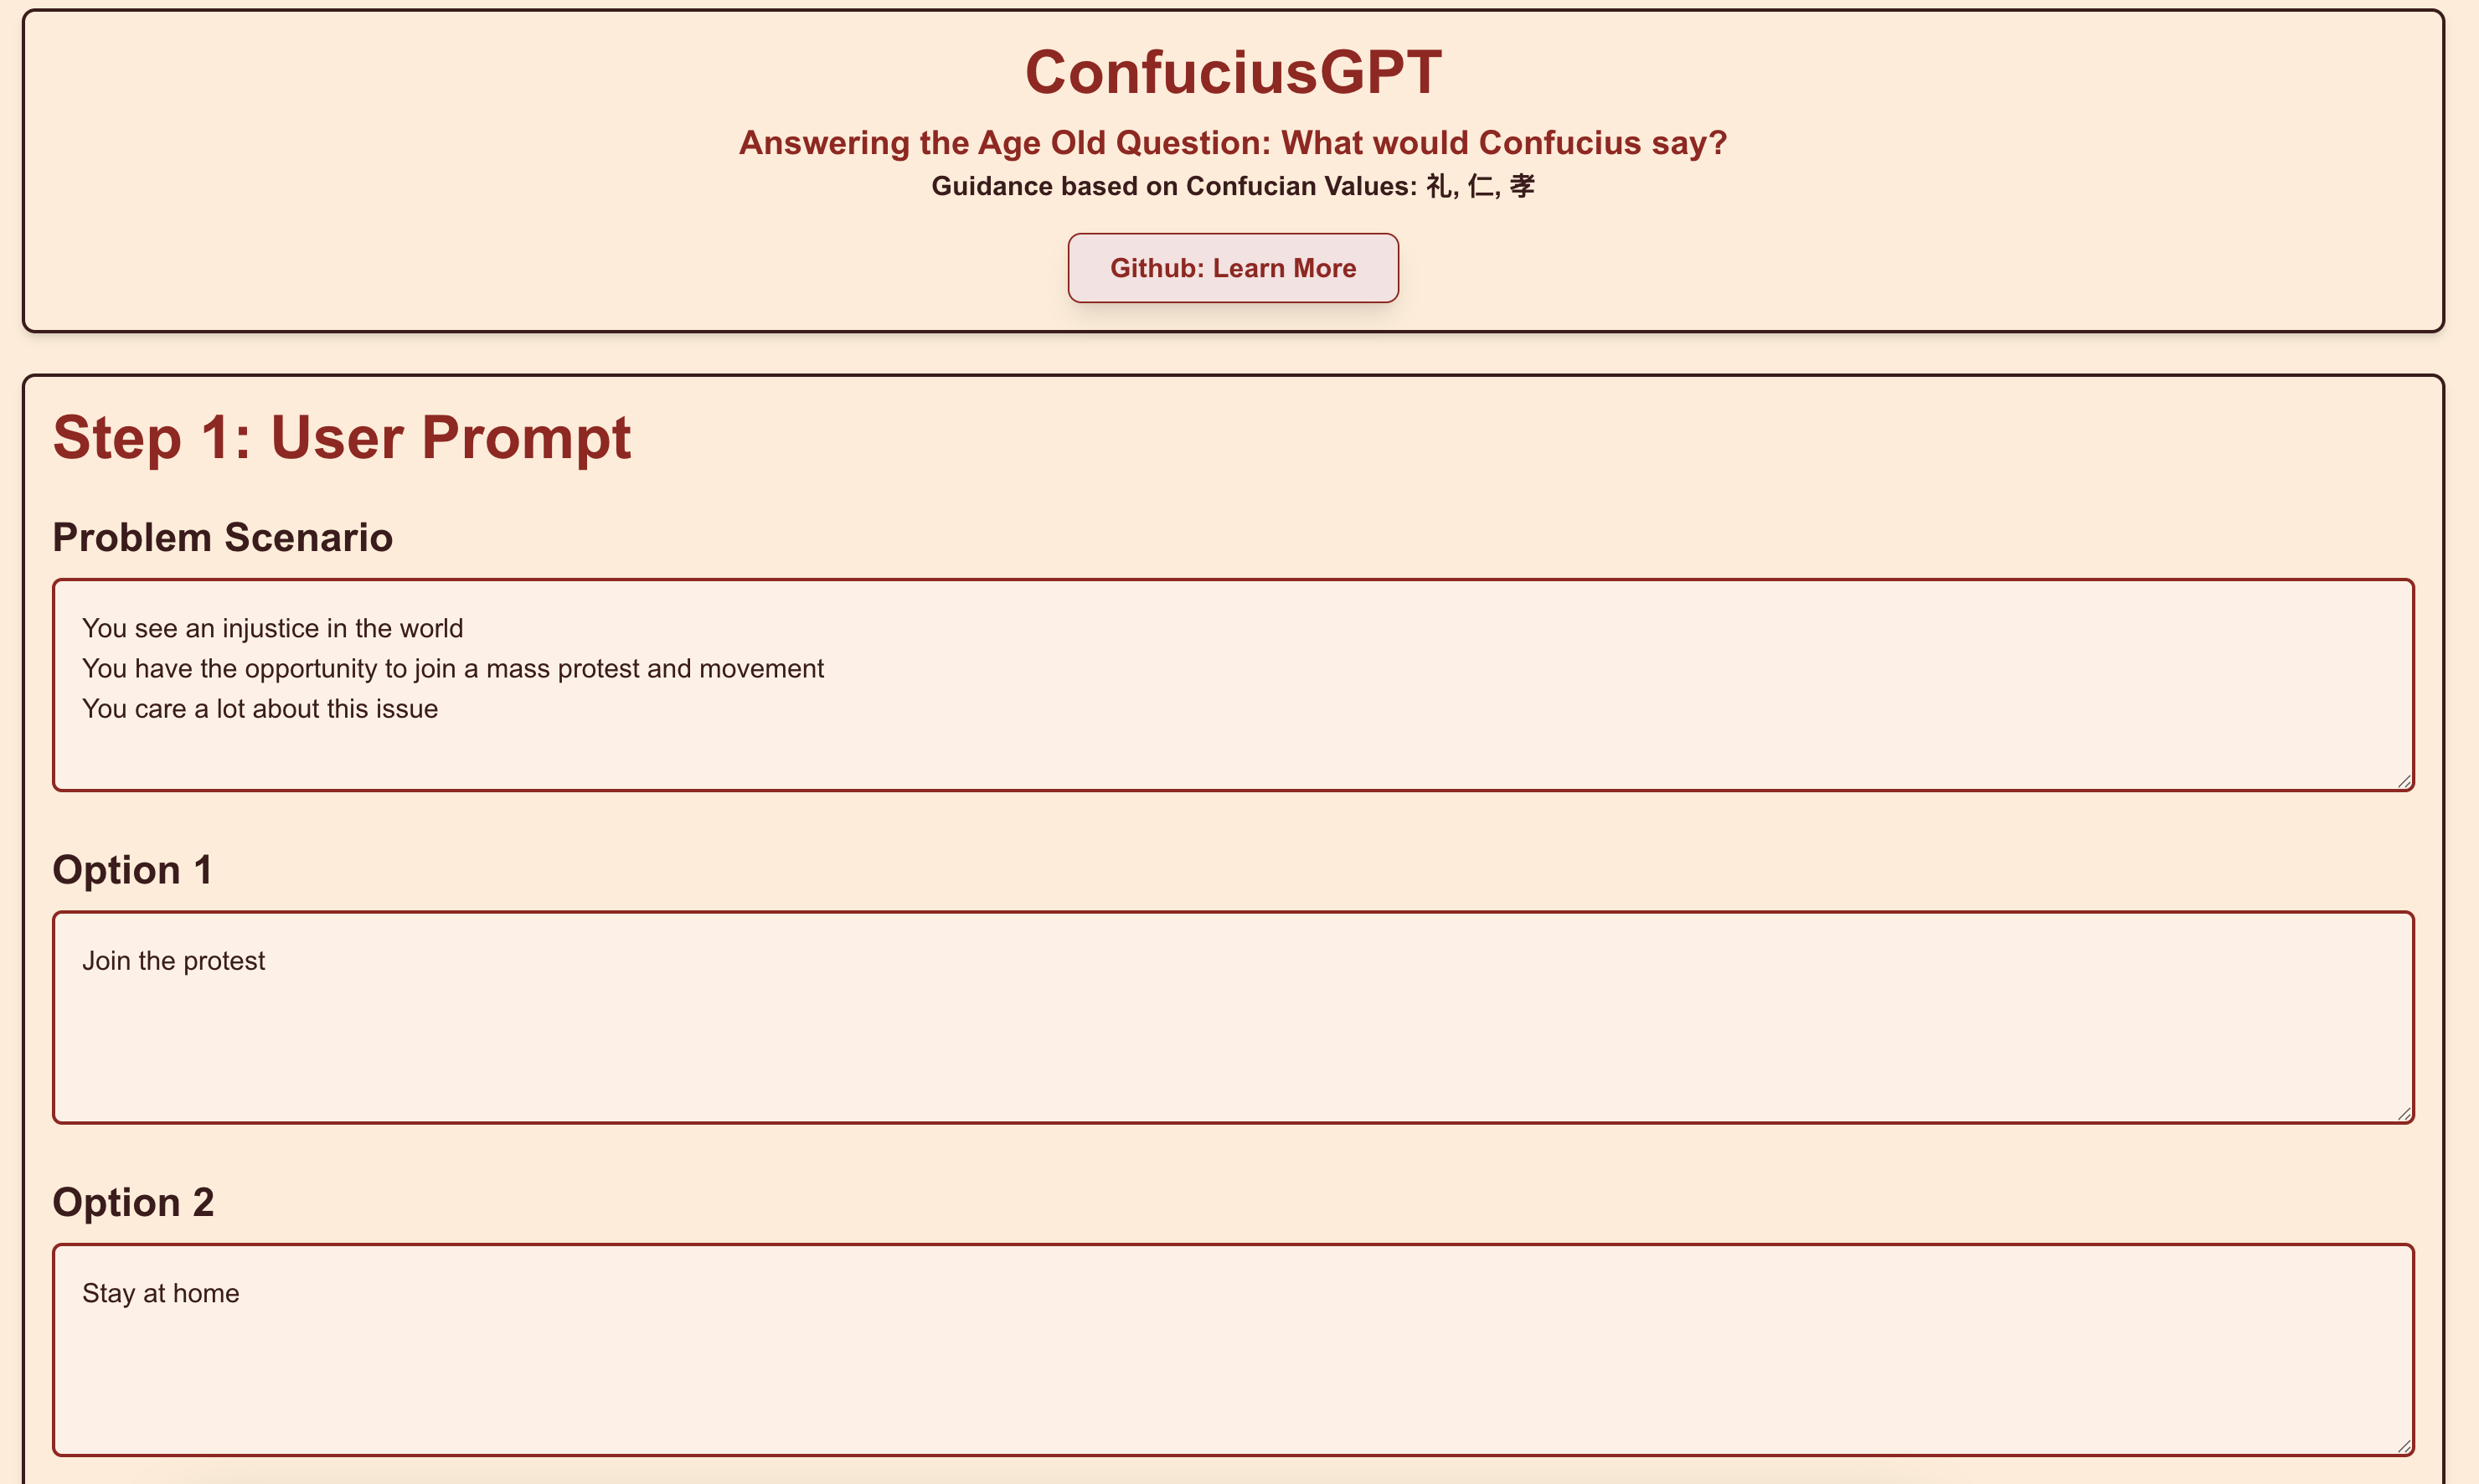 ConfuciusGPT
Answering the Age Old Question: What would Confucius say?
Guidance based on Confucian Values: 礼, 仁, 孝
Github: Learn More
Step 1: User Prompt
Problem Scenario
You see an injustice in the world
You have the opportunity to join a mass protest and movement
You care a lot about this issue
Option 1
Join the protest
Option 2
Stay at home